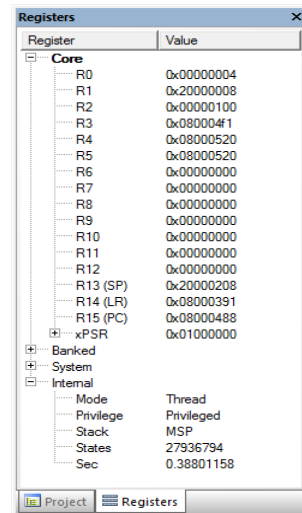 Registers
Register Value
Core
R0 0x00000004
R1 0x20000008
R2 0x00000100
R3 0x080004f1
R4 0x08000520
R5 0x08000520
R6 0x00000000
R7 0x00000000
R8 0x00000000
R9 0x00000000
R10 0x00000000
R11 0x00000000
R12 0x00000000
R13 (SP) 0x20000208
R14 (LR) 0x08000391
R15 (PC) 0x08000488
xPSR 0x01000000
Banked
System
Internal
Mode Thread
Privilege Privileged
Stack MSP
States 27936794
Sec 0.38801158
Project Registers